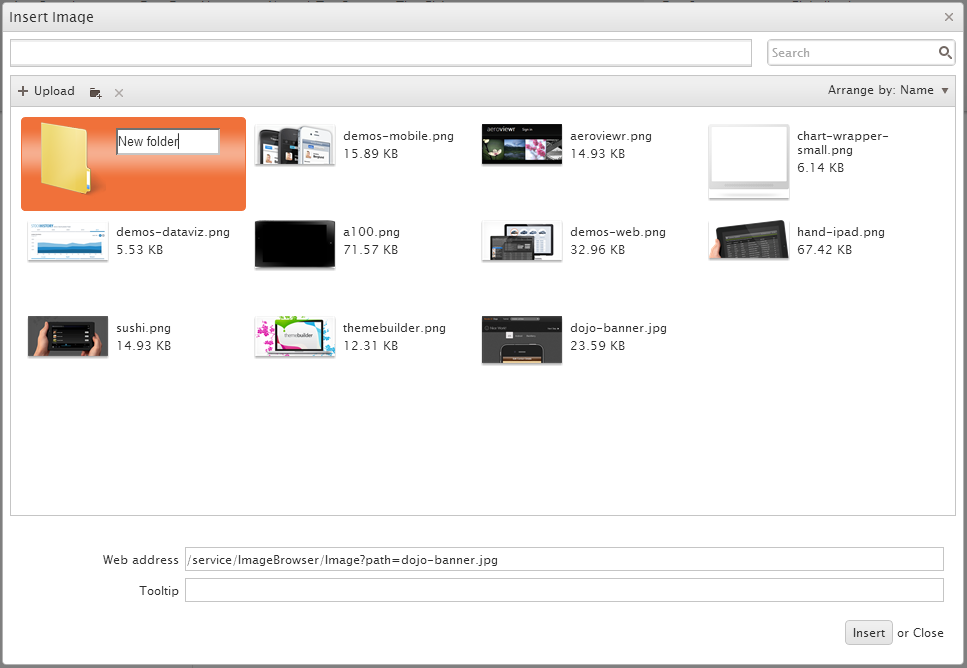 Insert Image
Search
Upload
Arrange by: Name
New folder
demos-mobile.png
15.89 KB
aeroviewr
Sign in
aeroviewr.png
14.93 KB
chart-wrapper-
small.png
6.14 KB
demos-dataviz.png
5.53 KB
a100.png
71.57 KB
demos-web.png
32.96 KB
hand-ipad.png
67.42 KB
sushi.png
14.93 KB
themebuilder
themebuilder.png
12.31 KB
dojo-banner.jpg
23.59 KB
Web address
/service/ImageBrowser/Image?path=dojo-banner.jpg
Tooltip
Insert or Close